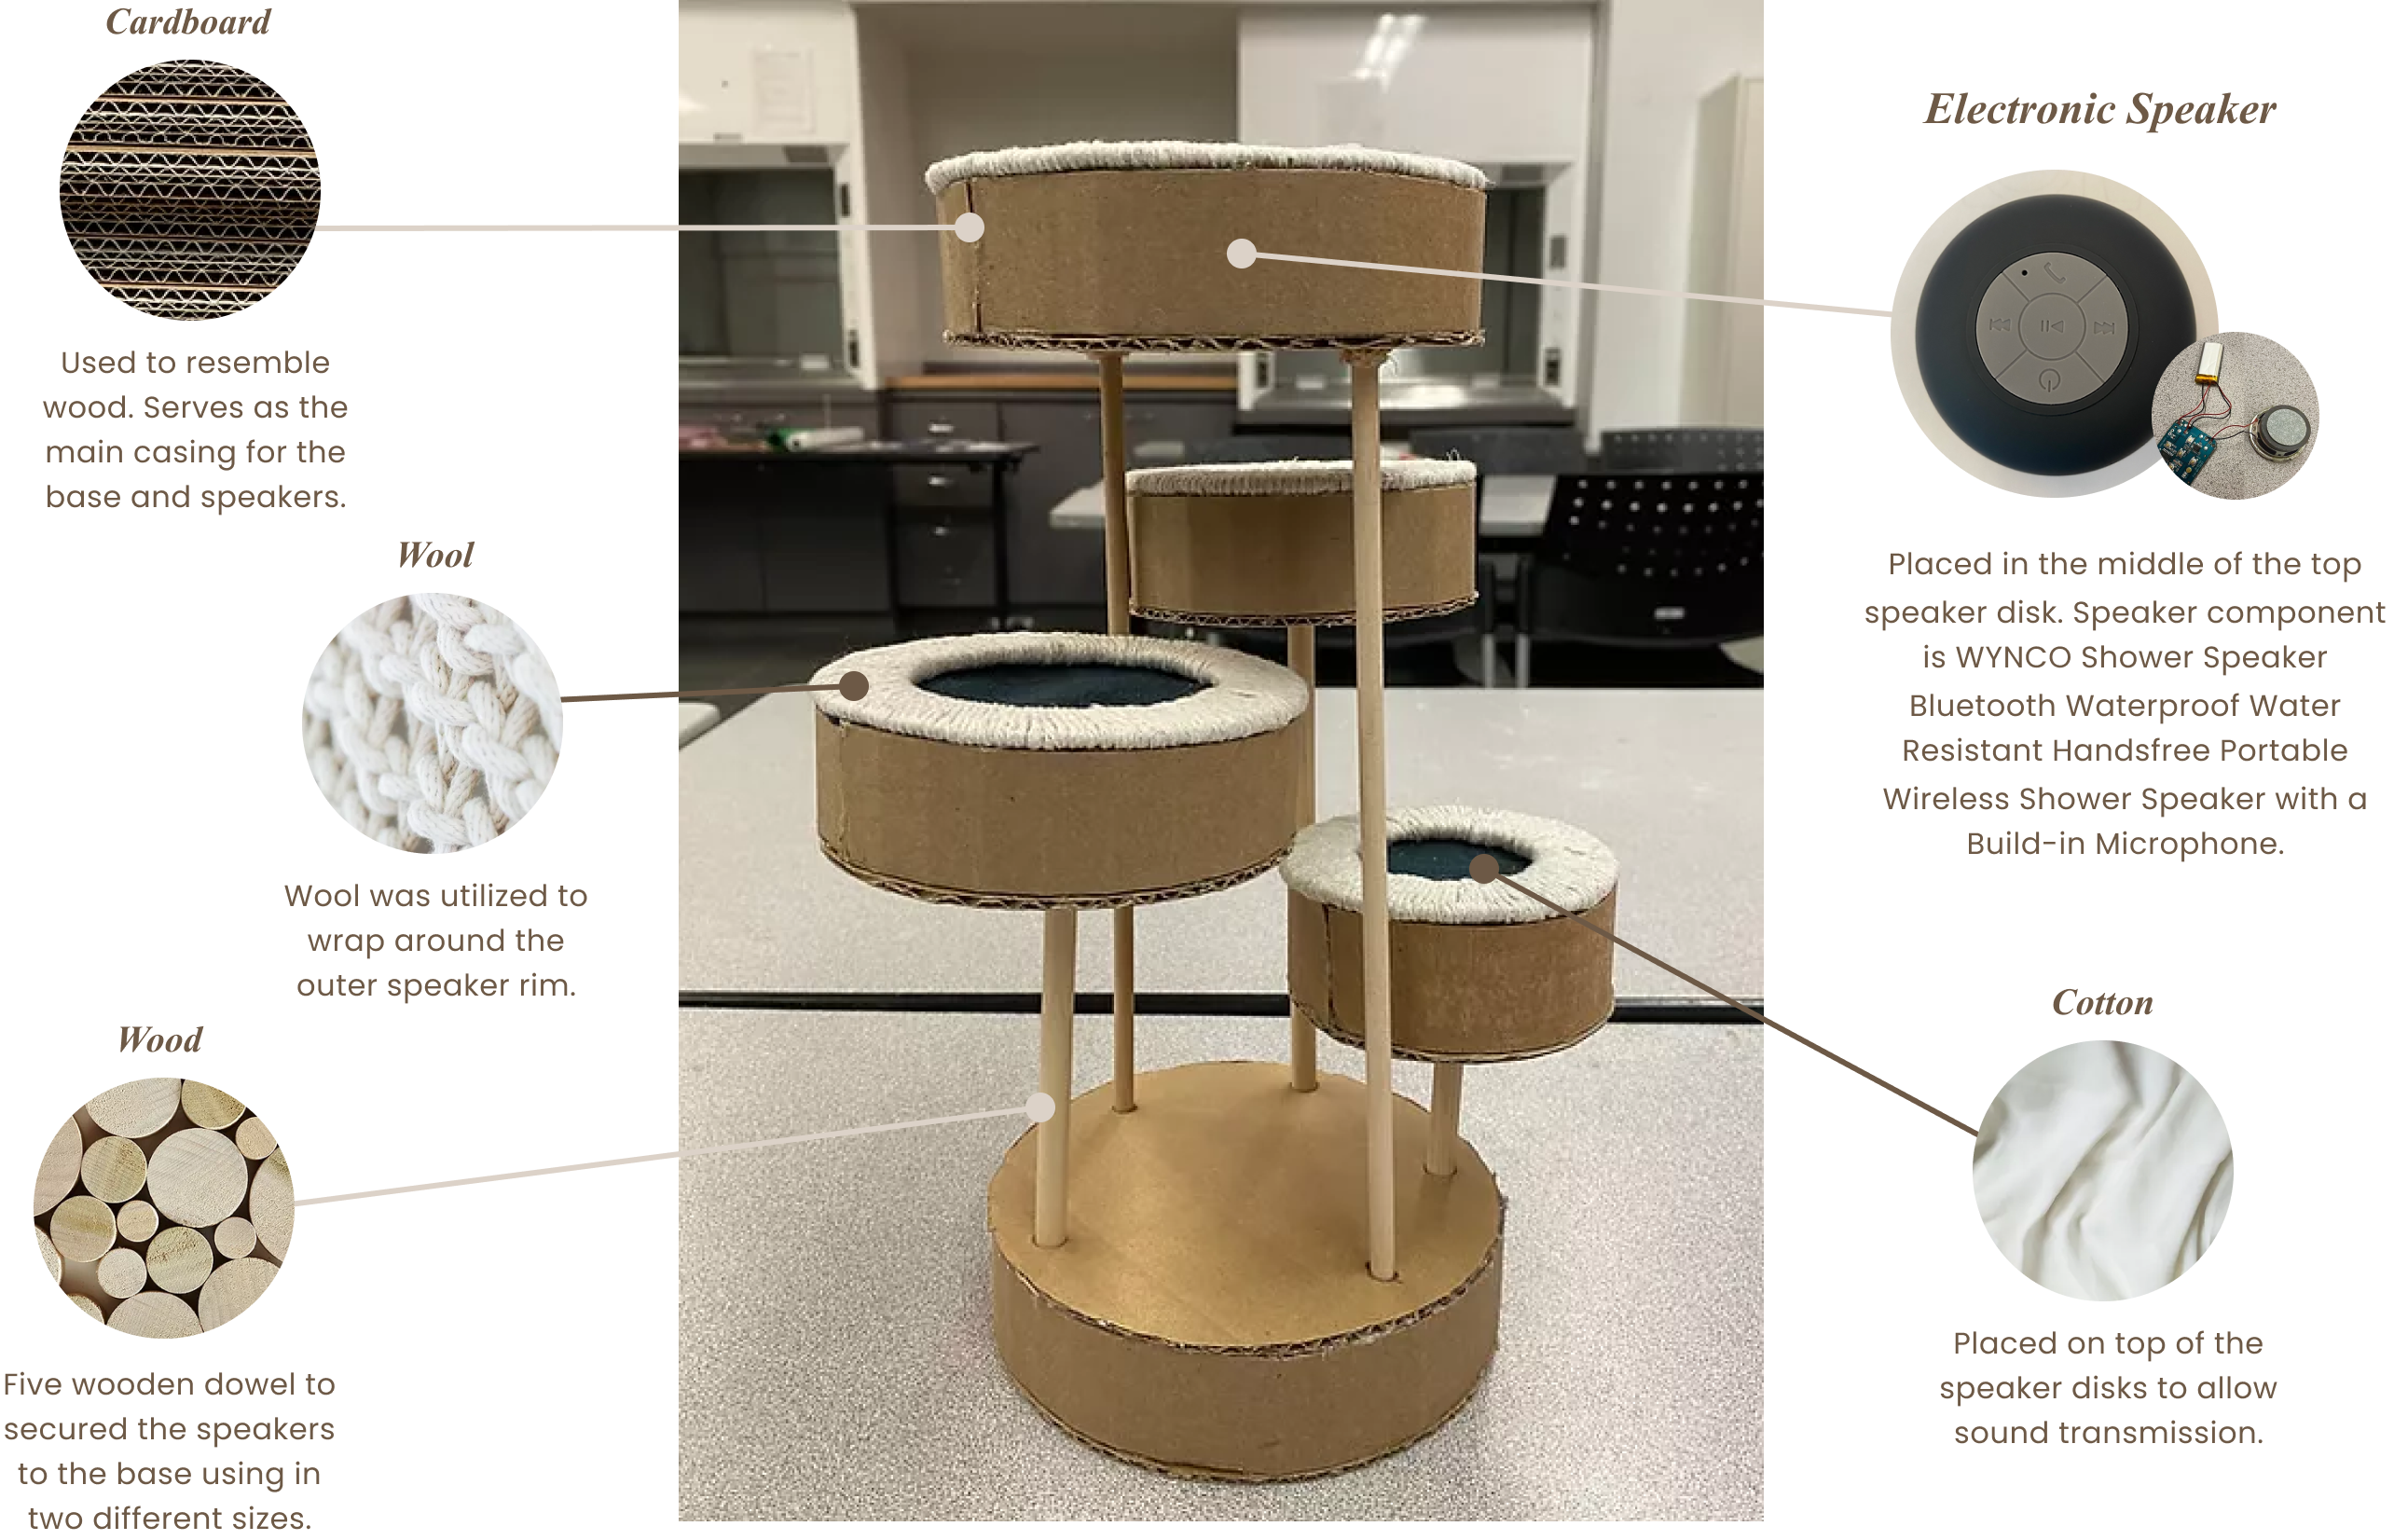 Cardboard
Used to resemble
wood. Serves as the
main casing for the
base and speakers.
Wool
Wool was utilized to
wrap around the
outer speaker rim.
Wood
Five wooden dowel to
secured the speakers
to the base using in
two different sizes.
Electronic Speaker
Placed in the middle of the top
speaker disk. Speaker component
is WYNCO Shower Speaker
Bluetooth Waterproof Water
Resistant Handsfree Portable
Wireless Shower Speaker with a
Build-in Microphone.
Cotton
Placed on top of the
speaker disks to allow
sound transmission.